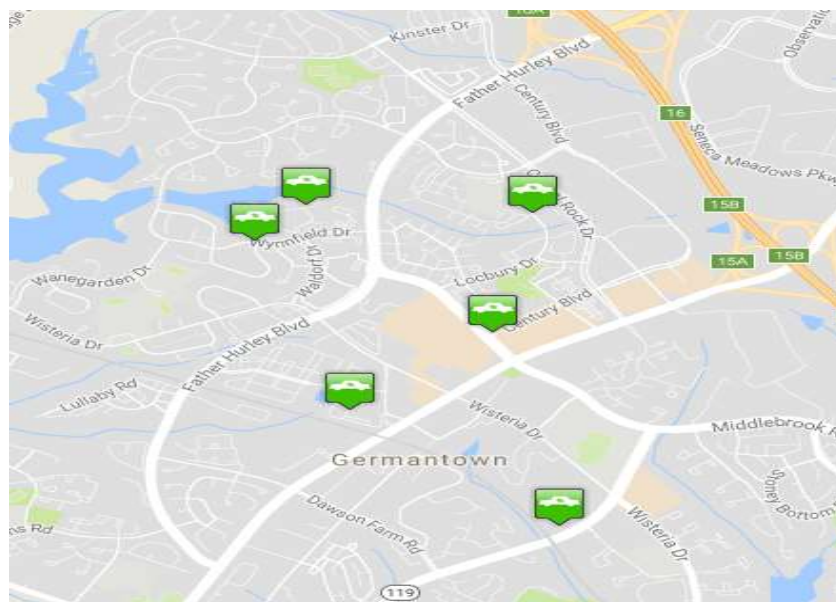 Kinster Dr
Father Hurley Blvd
Century Blvd
16
Seneca Meadows Pkwy
15B
15A
15B
Wynnfield Dr
Waldorf Dr
Locbury Dr
Wanegarden Dr
Century Blvd
Wisteria Dr
Father Hurley Blvd
Lullaby Rd
Wisteria Dr
Middlebrook R
Germantown
Stoney Bottom
Dawson Farm Rd
Wisteria Dr
ns Rd
119